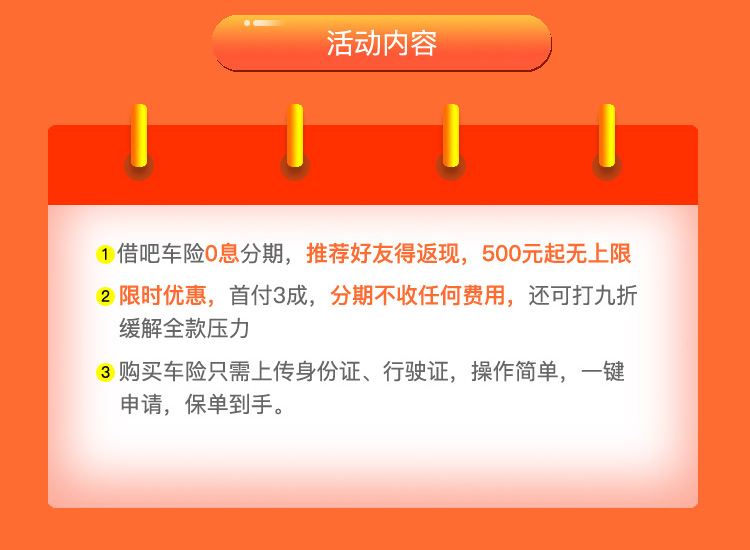 活动内容
1 借吧车险0息分期，推荐好友得返现，500元起无上限
2 限时优惠，首付3成，分期不收任何费用，还可打九折
缓解全款压力
3 购买车险只需上传身份证、行驶证，操作简单，一键
申请，保单到手。